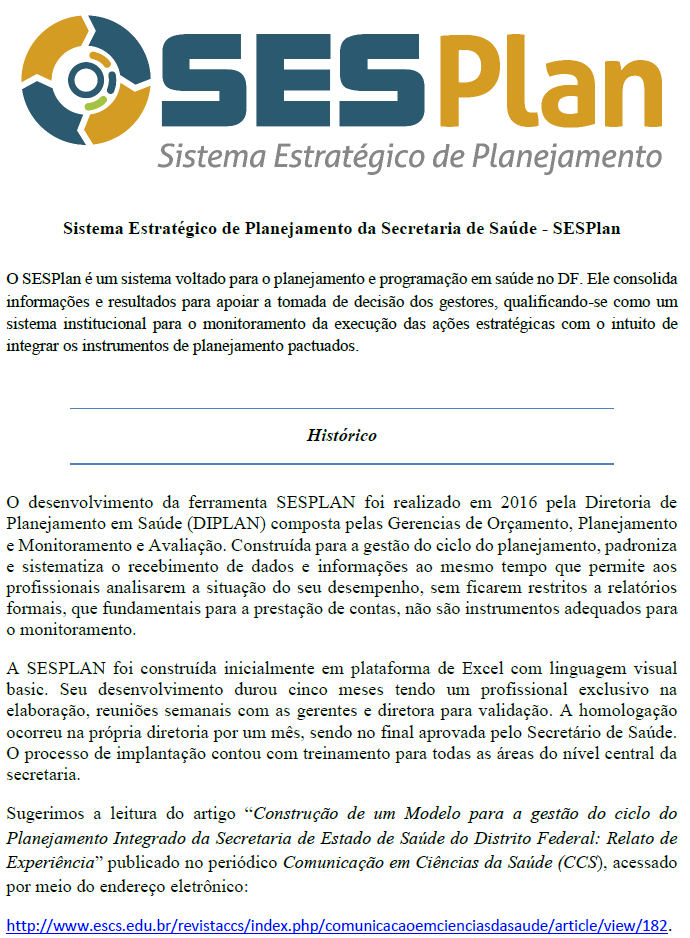 SESPlan
Sistema Estratégico de Planejamento
Sistema Estratégico de Planejamento da Secretaria de Saúde - SESPlan
O SESPlan é um sistema voltado para o planejamento e programação em saúde no DF. Ele consolida
informações e resultados para apoiar a tomada de decisão dos gestores, qualificando-se como um
sistema institucional para o monitoramento da execução das ações estratégicas com o intuito de
integrar os instrumentos de planejamento pactuados.
Histórico
O desenvolvimento da ferramenta SESPLAN foi realizado em 2016 pela Diretoria de
Planejamento em Saúde (DIPLAN) composta pelas Gerencias de Orçamento, Planejamento
e Monitoramento e Avaliação. Construída para a gestão do ciclo do planejamento, padroniza
e sistematiza o recebimento de dados e informações ao mesmo tempo que permite aos
profissionais analisarem a situação do seu desempenho, sem ficarem restritos a relatórios
formais, que fundamentais para a prestação de contas, não são instrumentos adequados para
o monitoramento.
A SESPLAN foi construída inicialmente em plataforma de Excel com linguagem visual
basic. Seu desenvolvimento durou cinco meses tendo um profissional exclusivo na
elaboração, reuniões semanais com as gerentes e diretora para validação. A homologação
ocorreu na própria diretoria por um mês, sendo no final aprovada pelo Secretário de Saúde.
O processo de implantação contou com treinamento para todas as áreas do nível central da
secretaria.
Sugerimos a leitura do artigo “Construção de um Modelo para a gestão do ciclo do
Planejamento Integrado da Secretaria de Estado de Saúde do Distrito Federal: Relato de
Experiência” publicado no periódico Comunicação em Ciências da Saúde (CCS), acessado
por meio do endereço eletrônico:
http://www.escs.edu.br/revistaccs/index.php/comunicacaoemcienciasdasaude/article/view/182.